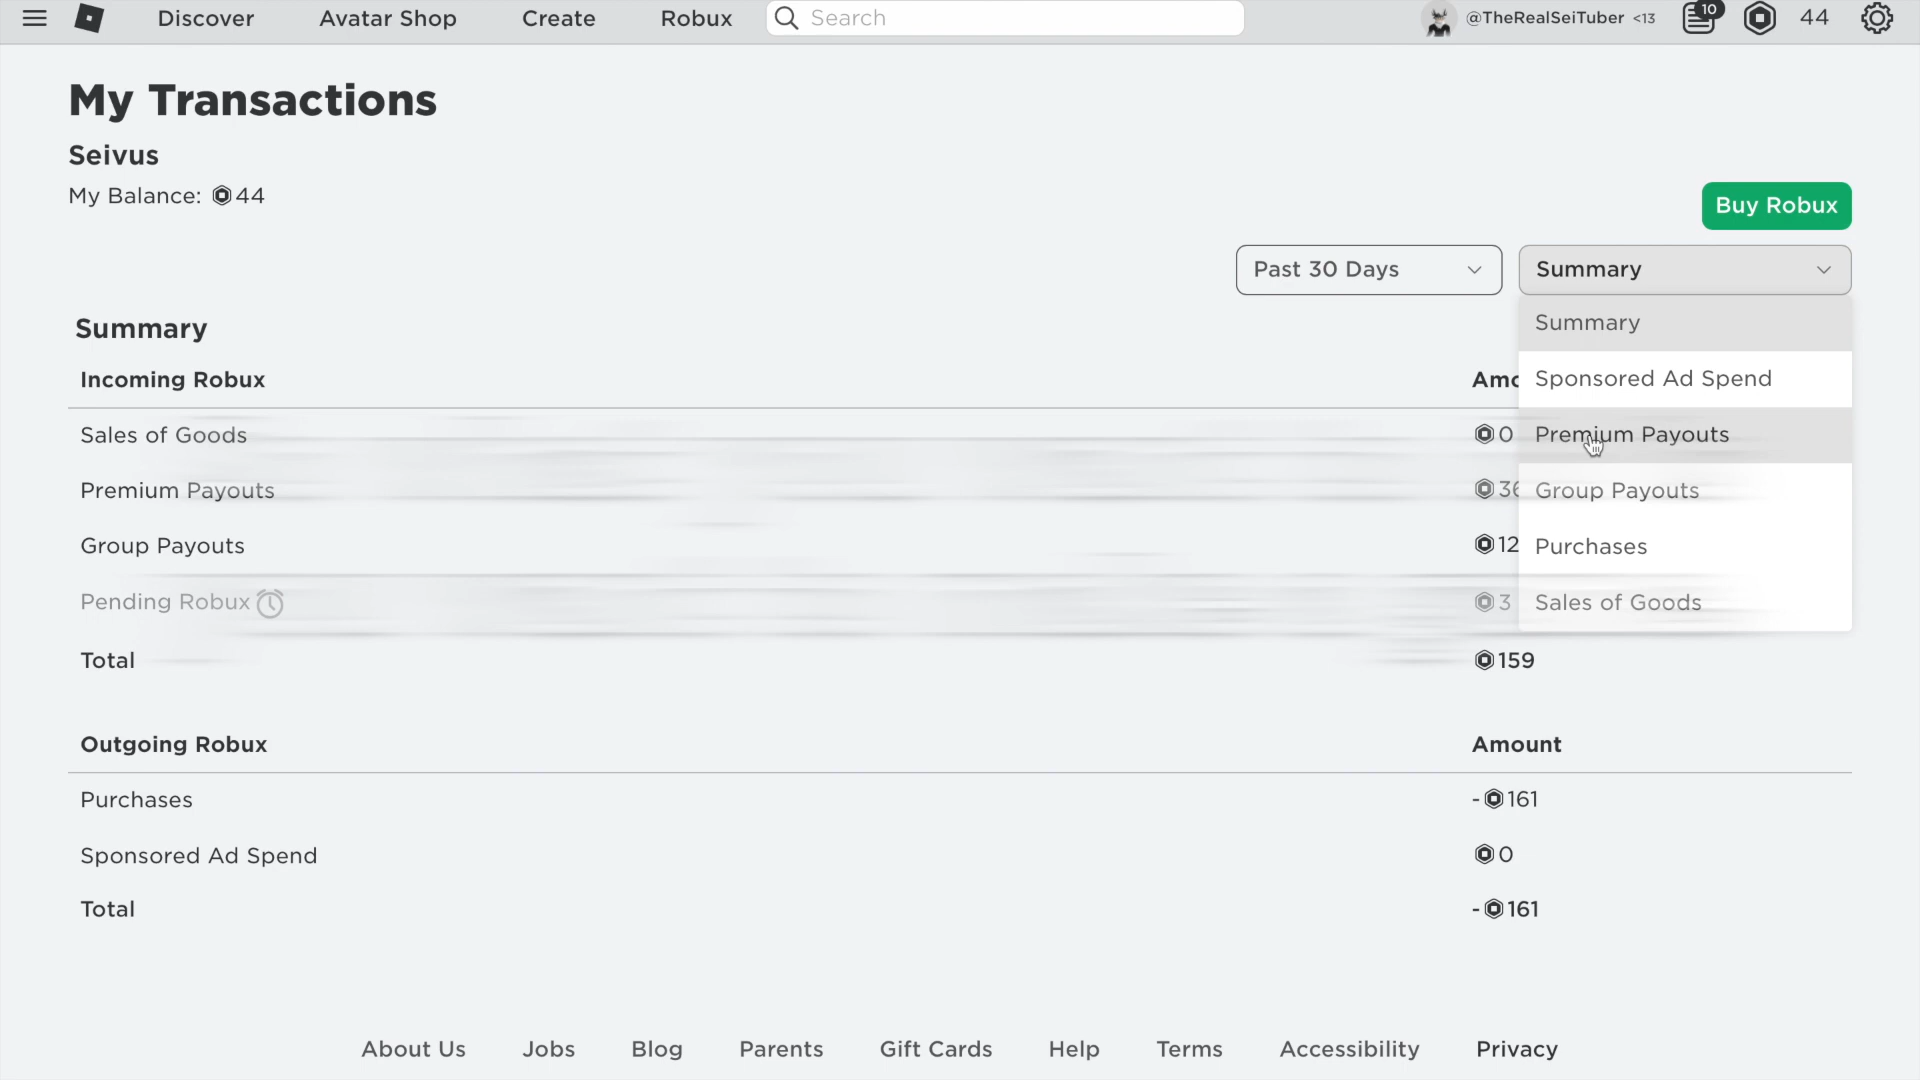 Discover Avatar Shop Create Robux Search @TheRealSeiTuber <13 10 44
My Transactions
Seivus
My Balance: 44
Buy Robux
Past 30 Days Summary
Summary
Summary
Incoming Robux Amo
Sponsored Ad Spend
Sales of Goods 0
Premium Payouts
Premium Payouts 36
Group Payouts
Group Payouts 12
Purchases
Pending Robux 3
Sales of Goods
Total 159
Outgoing Robux Amount
Purchases -161
Sponsored Ad Spend 0
Total -161
About Us Jobs Blog Parents Gift Cards Help Terms Accessibility Privacy